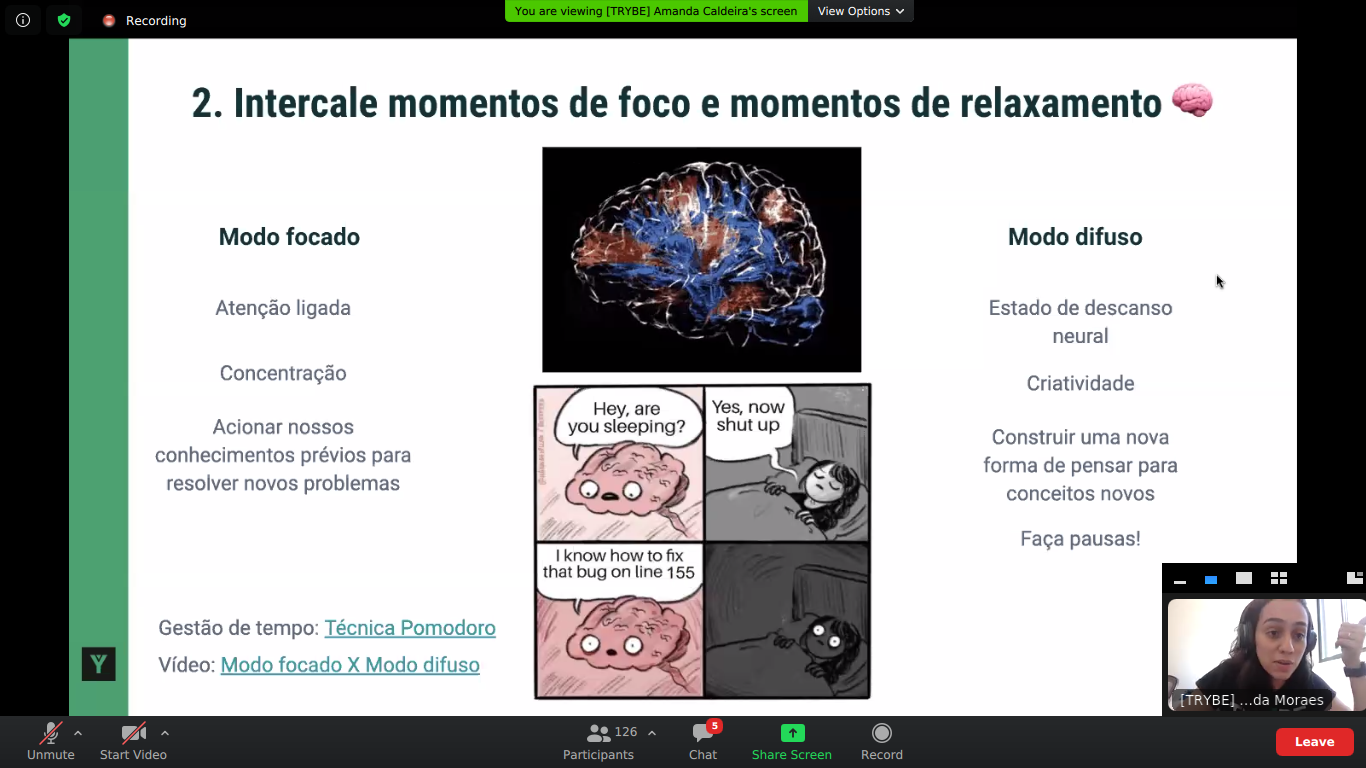 Recording
You are viewing [TRYBE] Amanda Caldeira's screen
View Options
2. Intercale momentos de foco e momentos de relaxamento
Modo focado
Atenção ligada
Concentração
Acionar nossos
conhecimentos prévios para
resolver novos problemas
Hey, are
you sleeping?
Yes, now
shut up
I know how to fix
that bug on line 155
Modo difuso
Estado de descanso
neural
Criatividade
Construir uma nova
forma de pensar para
conceitos novos
Faça pausas!
Gestão de tempo: Técnica Pomodoro
Vídeo: Modo focado X Modo difuso
Y
[TRYBE] ...da Moraes
Unmute
Start Video
126
Participants
5
Chat
Share Screen
Record
Leave